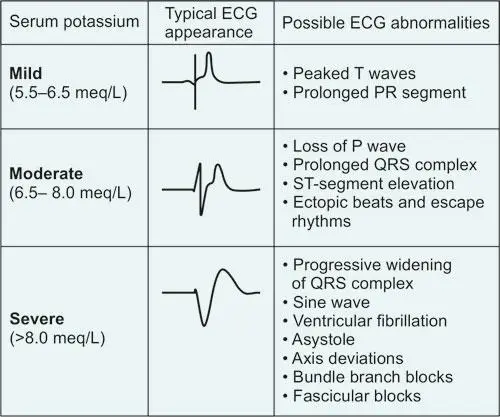 Serum potassium
Typical ECG
appearance
Possible ECG abnormalities
Mild
(5.5–6.5 meq/L)
• Peaked T waves
• Prolonged PR segment
Moderate
(6.5– 8.0 meq/L)
• Loss of P wave
• Prolonged QRS complex
• ST-segment elevation
• Ectopic beats and escape
rhythms
Severe
(>8.0 meq/L)
• Progressive widening
of QRS complex
• Sine wave
• Ventricular fibrillation
• Asystole
• Axis deviations
• Bundle branch blocks
• Fascicular blocks